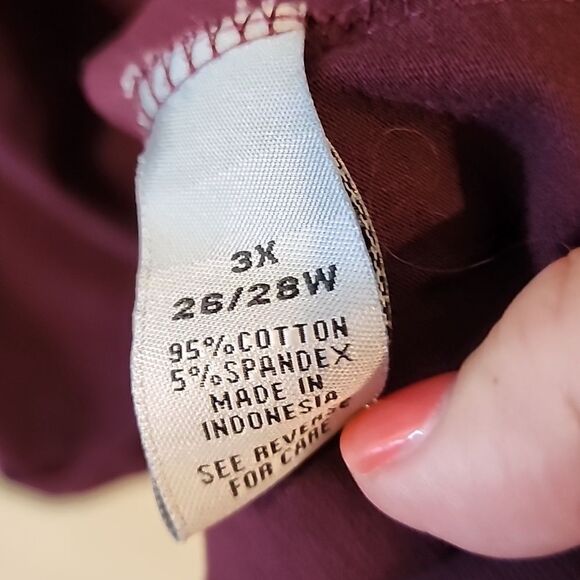 3X
26/28W
95%COTTON
5%SPANDEX
MADE IN
INDONESIA
SEE REVERSE
FOR CARE